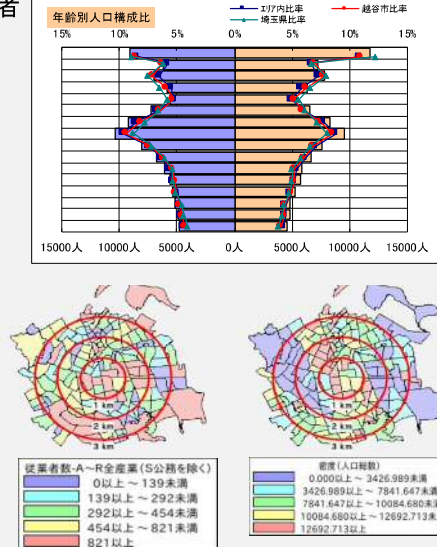 者
年齢別人口構成比
エリア内比率
越谷市比率
埼玉県比率
15% 10% 5% 0% 5% 10% 15%
15000人 10000人 5000人 0人 5000人 10000人 15000人
1 km
2 km
3 km
1 km
2 km
3 km
従業者数-A~R全産業(S公務を除く)
0以上 ~ 139未満
139以上 ~ 292未満
292以上 ~ 454未満
454以上 ~ 821未満
821以上
密度(人口総数)
0.000以上 ~ 3426.989未満
3426.989以上 ~ 7841.647未満
7841.647以上 ~ 10084.680未満
10084.680以上 ~ 12692.713未
12692.713以上